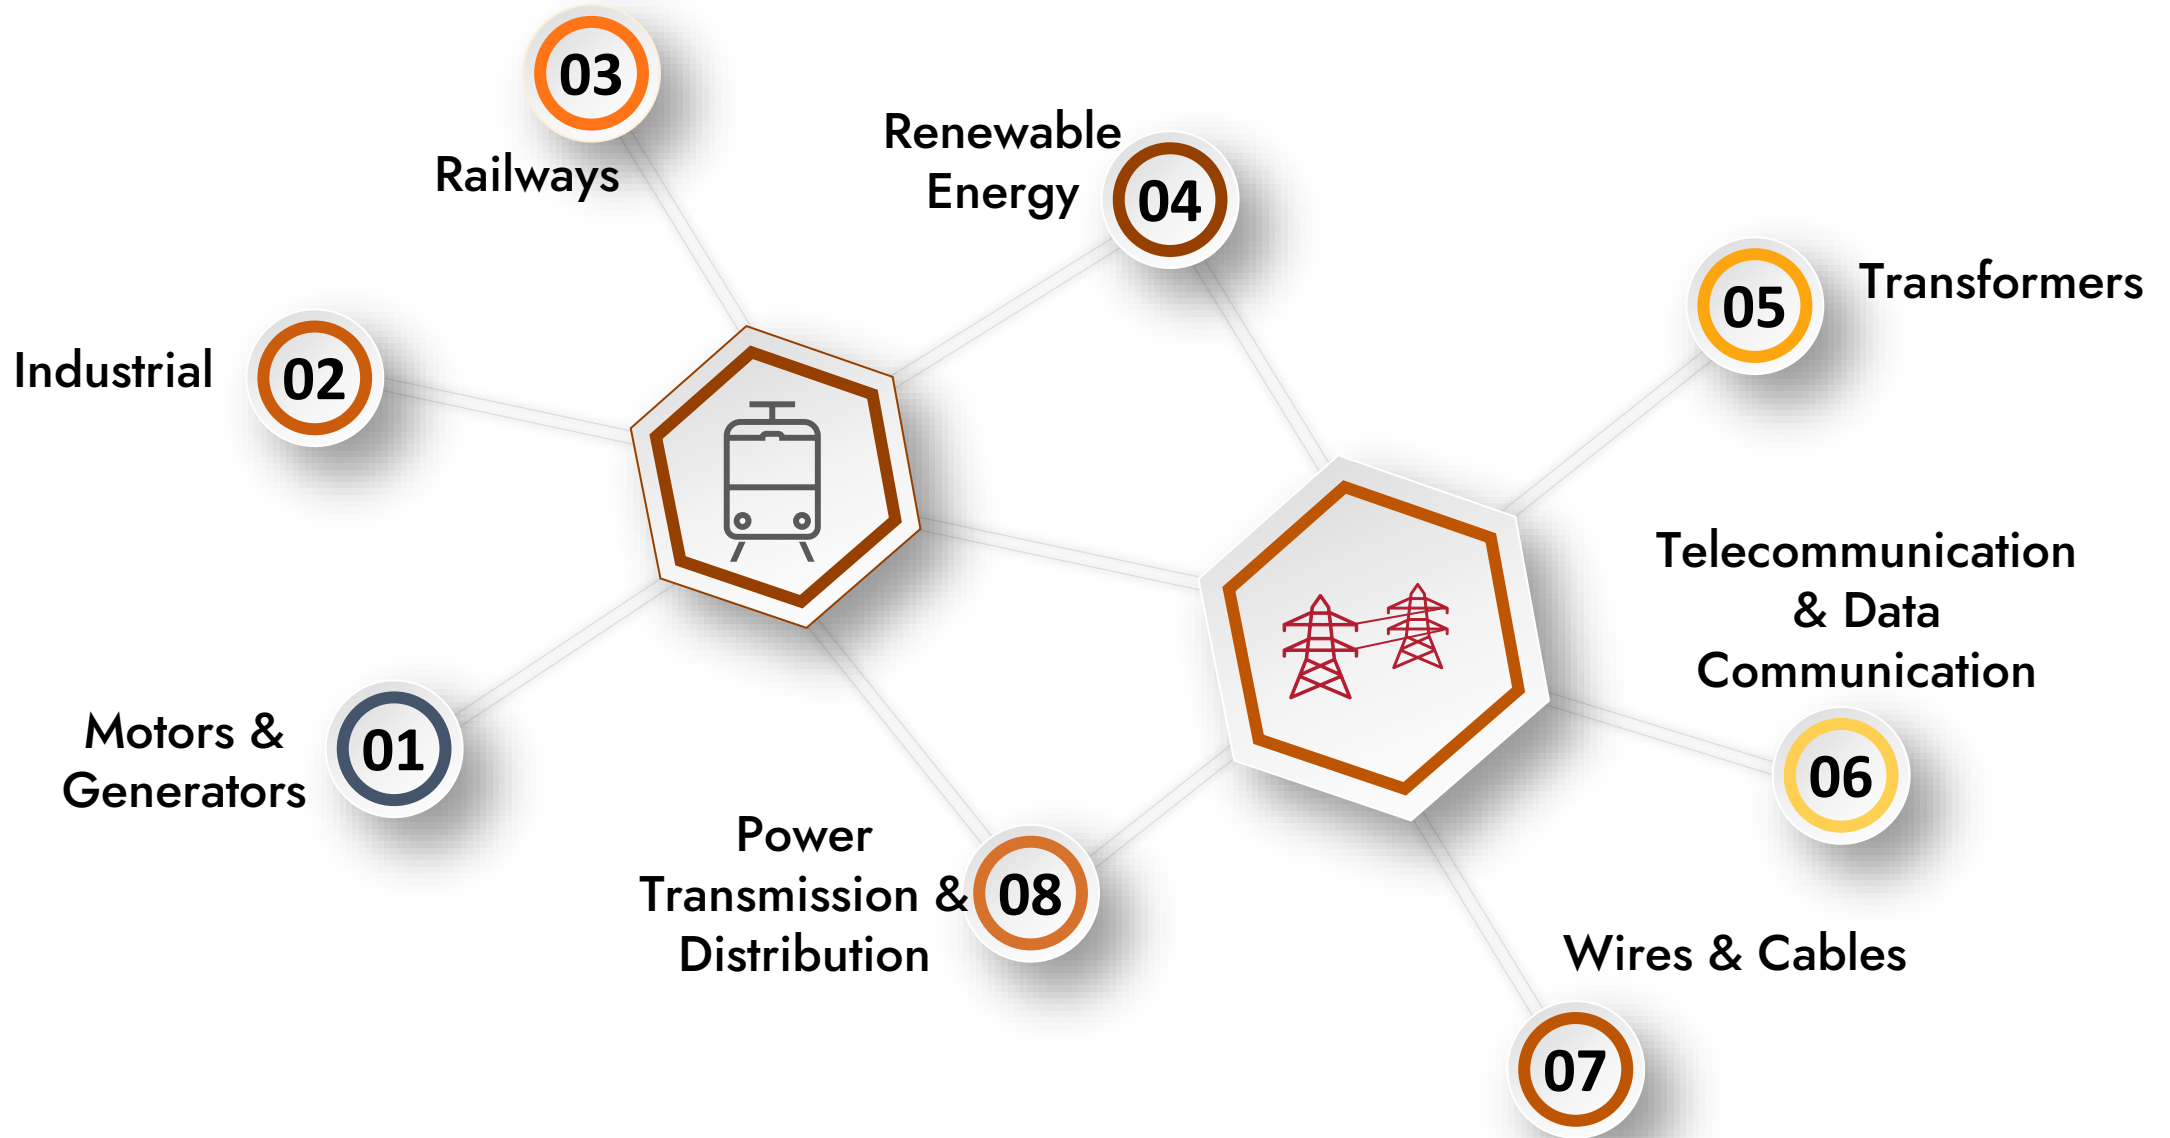 03
Railways
Renewable
Energy
04
05
Transformers
Industrial
02
Telecommunication
& Data
Communication
06
Motors &
Generators
01
Power
Transmission &
Distribution
08
Wires & Cables
07